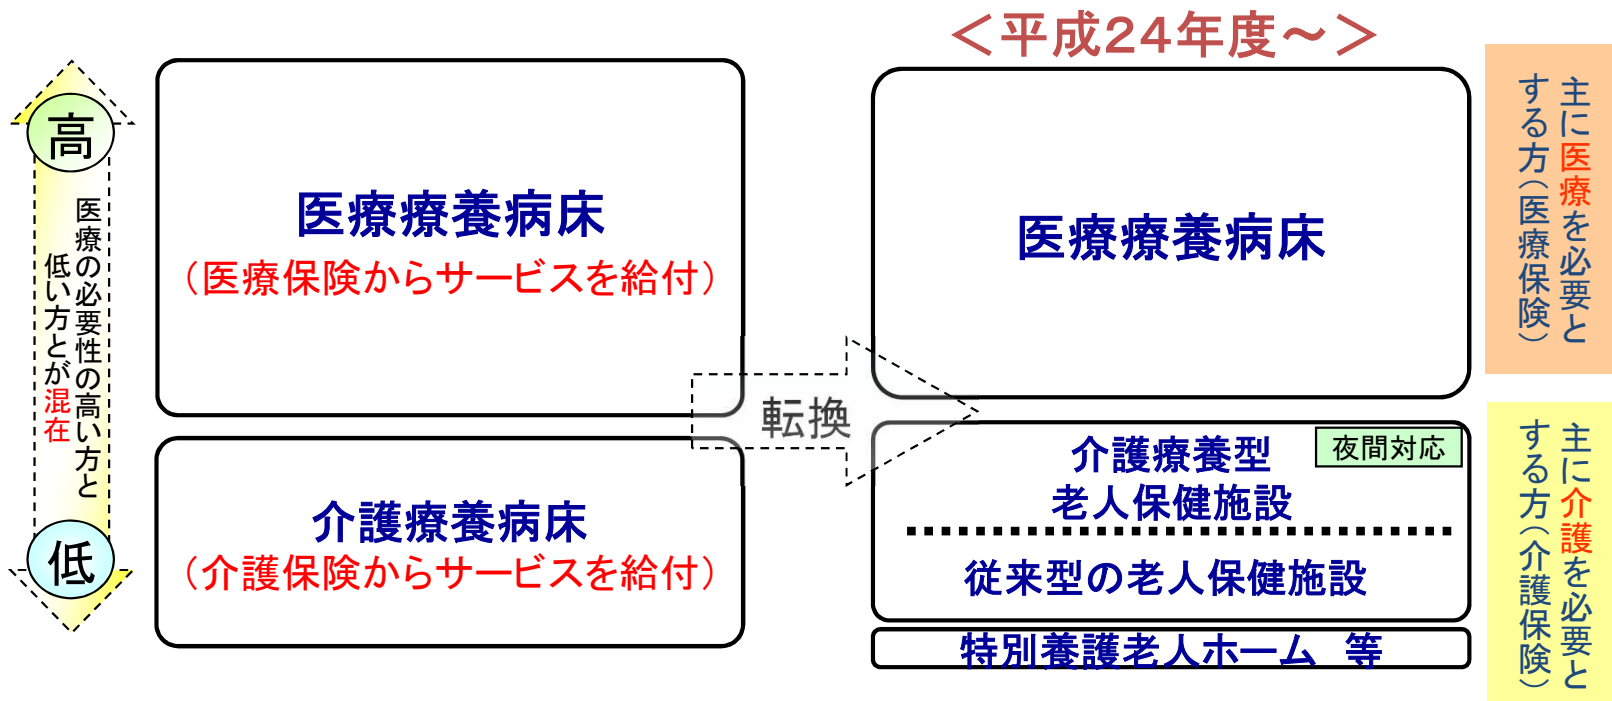 ＜平成２４年度～＞
高
医療の必要性の高い方と
低い方とが混在
低
医療療養病床
（医療保険からサービスを給付）
介護療養病床
（介護保険からサービスを給付）
転換
医療療養病床
介護療養型
老人保健施設
夜間対応
従来型の老人保健施設
特別養護老人ホーム　等
主に医療を必要と
する方（医療保険）
主に介護を必要と
する方（介護保険）